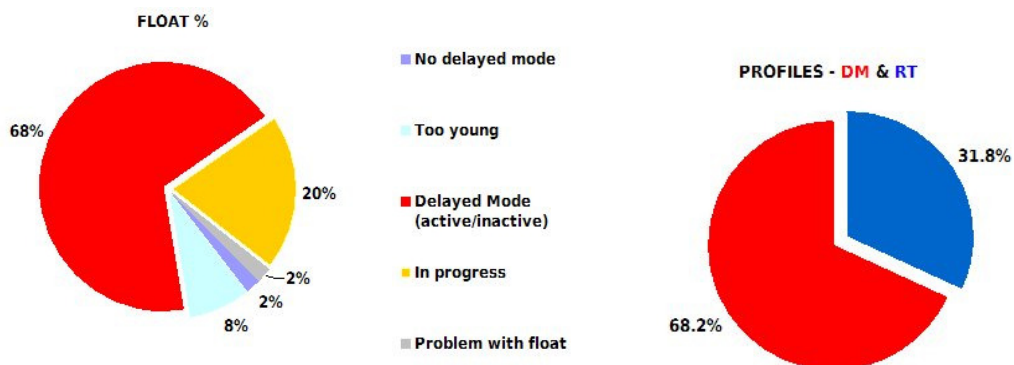 FLOAT %
68%
20%
2%
2%
8%
No delayed mode
Too young
Delayed Mode
(active/inactive)
In progress
Problem with float
PROFILES - DM & RT
31.8%
68.2%